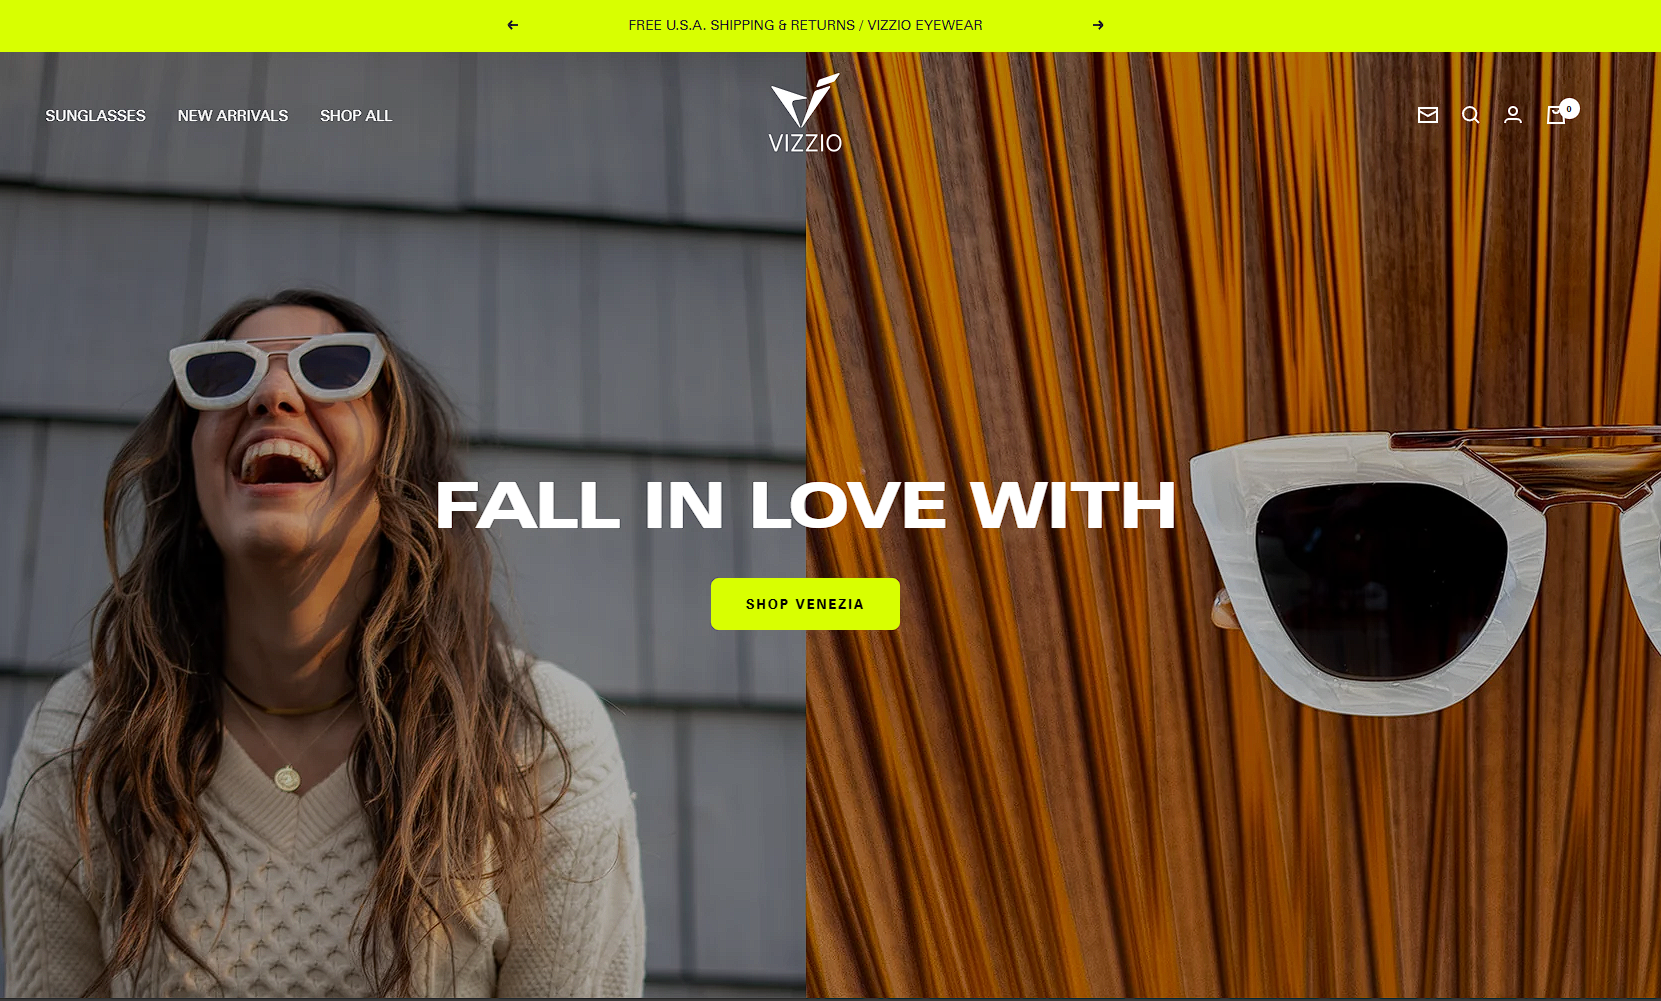 FREE U.S.A. SHIPPING & RETURNS / VIZZIO EYEWEAR
SUNGLASSES
NEW ARRIVALS
SHOP ALL
VIZZIO
0
FALL IN LOVE WITH
SHOP VENEZIA